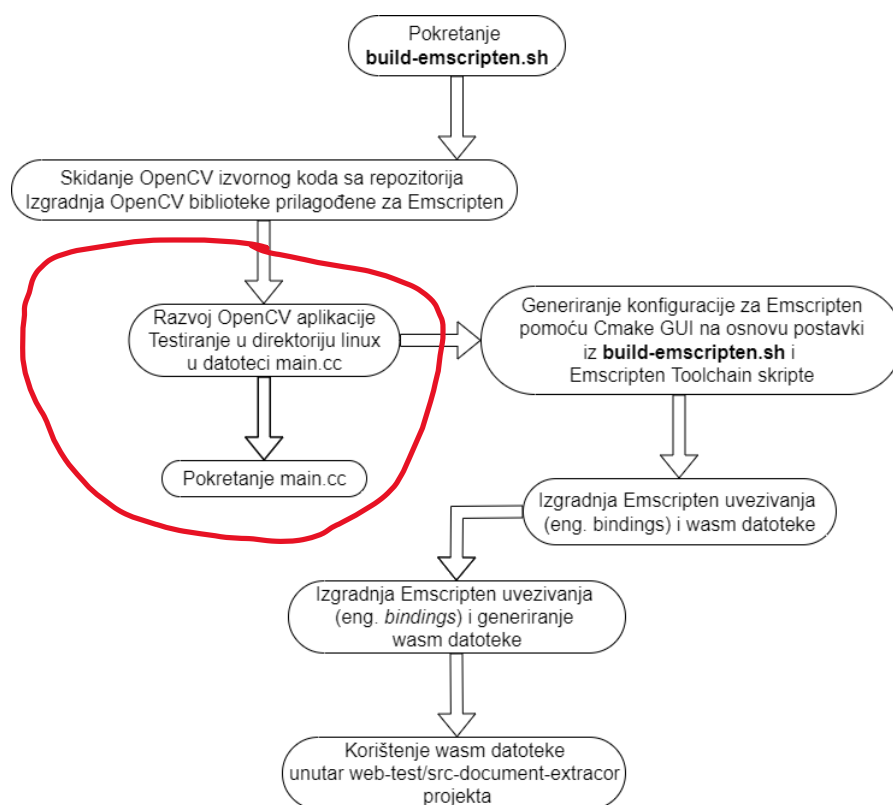 Pokretanje
build-emscripten.sh
Skidanje OpenCV izvornog koda sa repozitorija
Izgradnja OpenCV biblioteke prilagođene za Emscripten
Razvoj OpenCV aplikacije
Testiranje u direktoriju linux
u datoteci main.cc
Generiranje konfiguracije za Emscripten
pomoću Cmake GUI na osnovu postavki
iz build-emscripten.sh i
Emscripten Toolchain skripte
Pokretanje main.cc
Izgradnja Emscripten uvezivanja
(eng. bindings) i wasm datoteke
Izgradnja Emscripten uvezivanja
(eng. bindings) i generiranje
wasm datoteke
Korištenje wasm datoteke
unutar web-test/src-document-extracor
projekta